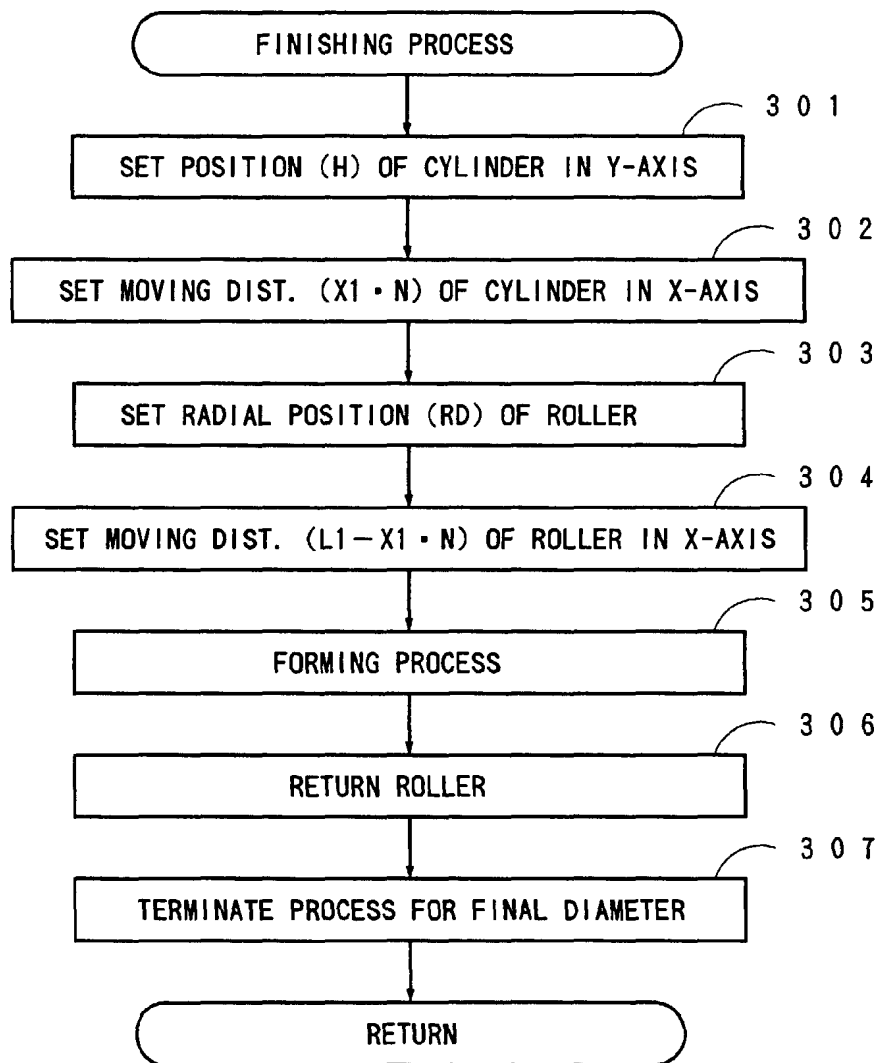 FINISHING PROCESS
301
SET POSITION (H) OF CYLINDER IN Y-AXIS
302
SET MOVING DIST. (X1・N) OF CYLINDER IN X-AXIS
303
SET RADIAL POSITION (RD) OF ROLLER
304
SET MOVING DIST. (L1－X1・N) OF ROLLER IN X-AXIS
305
FORMING PROCESS
306
RETURN ROLLER
307
TERMINATE PROCESS FOR FINAL DIAMETER
RETURN